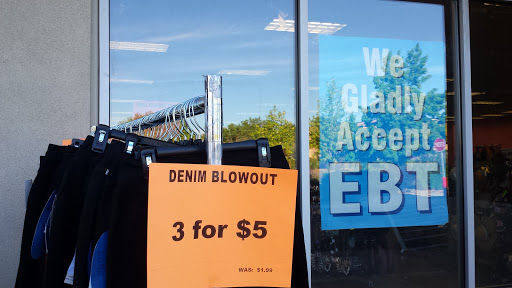 DENIM BLOWOUT
3 for $5
WAS: $1.99
We
Gladly
Accept
EBT